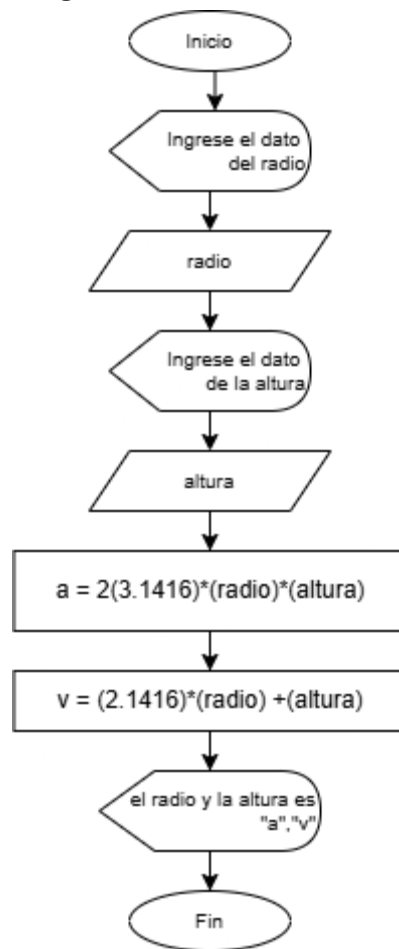 Inicio
Ingrese el dato
del radio
radio
Ingrese el dato
de la altura
altura
a = 2(3.1416)*(radio)*(altura)
v = (2.1416)*(radio) +(altura)
el radio y la altura es
"a","v"
Fin